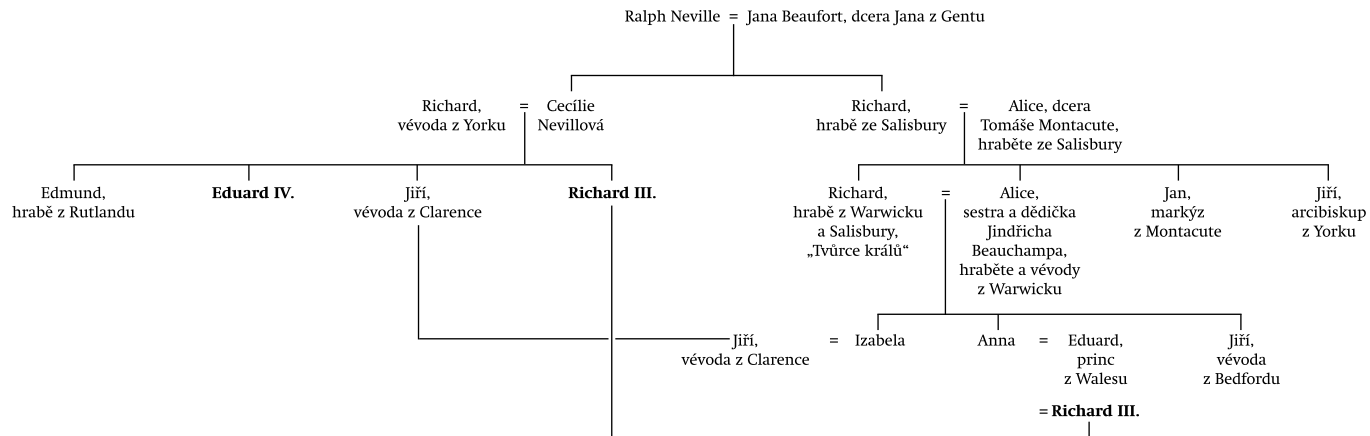 Ralph Neville = Jana Beaufort, dcera Jana z Gentu
Richard,
vévoda z Yorku
=
Cecílie
Nevillová
Richard,
hrabě ze Salisbury
=
Alice, dcera
Tomáše Montacute,
hraběte ze Salisbury
Edmund,
hrabě z Rutlandu
Eduard IV.
Jiří,
vévoda z Clarence
Richard III.
Richard,
hrabě z Warwicku
a Salisbury,
„Tvůrce králů“
=
Alice,
sestra a dědička
Jindřicha
Beauchampa,
hraběte a vévody
z Warwicku
Jan,
markýz
z Montacute
Jiří,
arcibiskup
z Yorku
Jiří,
vévoda z Clarence
=
Izabela
Anna
=
Eduard,
princ
z Walesu
Jiří,
vévoda
z Bedfordu
= Richard III.